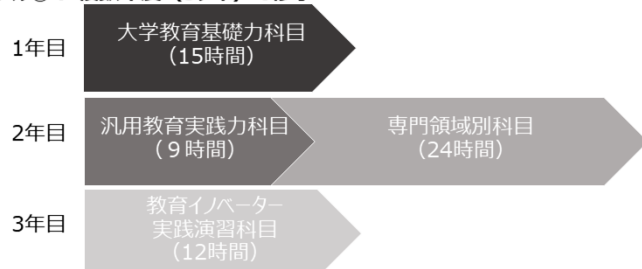 1年目
大学教育基礎力科目
(15時間)
2年目
汎用教育実践力科目
(９時間)
専門領域別科目
(24時間)
3年目
教育イノベーター
実践演習科目
(12時間)